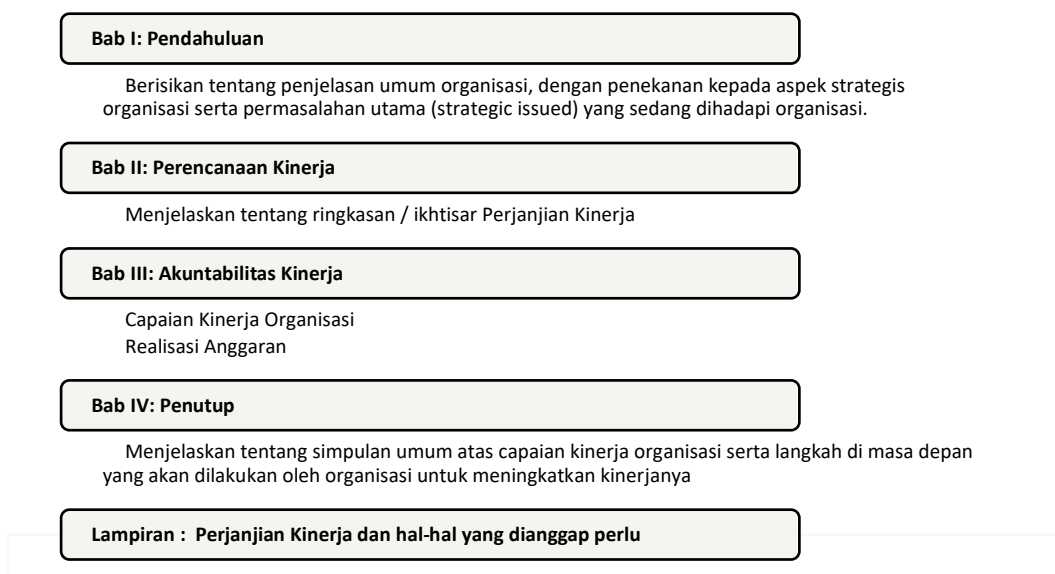 Bab I: Pendahuluan
Berisikan tentang penjelasan umum organisasi, dengan penekanan kepada aspek strategis
organisasi serta permasalahan utama (strategic issued) yang sedang dihadapi organisasi.
Bab II: Perencanaan Kinerja
Menjelaskan tentang ringkasan / ikhtisar Perjanjian Kinerja
Bab III: Akuntabilitas Kinerja
Capaian Kinerja Organisasi
Realisasi Anggaran
Bab IV: Penutup
Menjelaskan tentang simpulan umum atas capaian kinerja organisasi serta langkah di masa depan
yang akan dilakukan oleh organisasi untuk meningkatkan kinerjanya
Lampiran :  Perjanjian Kinerja dan hal-hal yang dianggap perlu